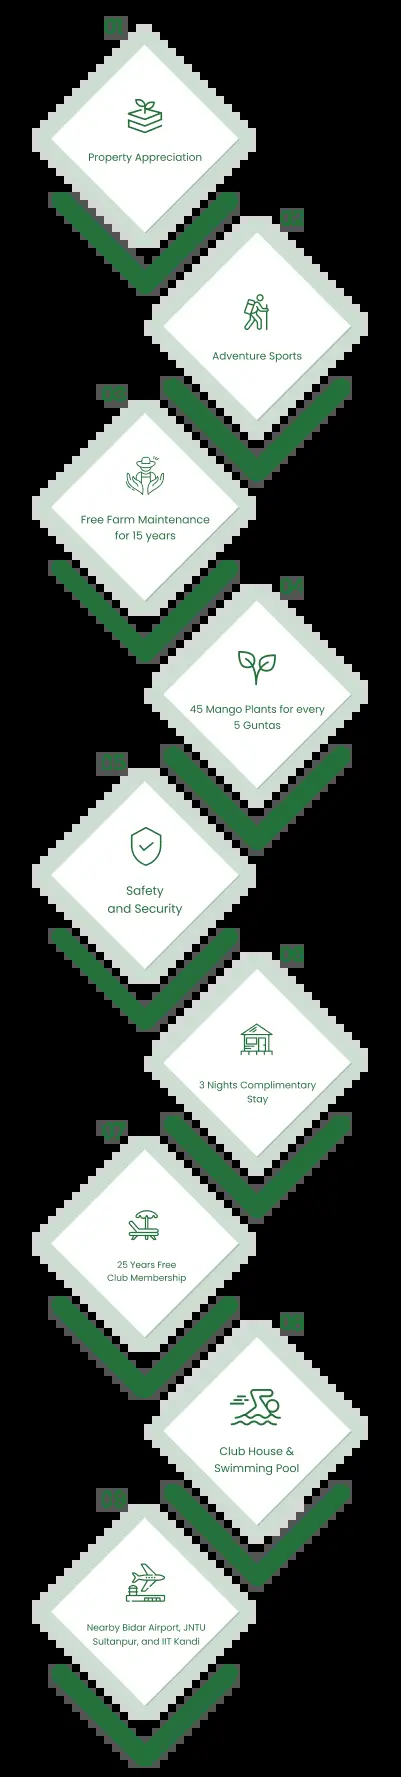 01
Property Appreciation
02
Adventure Sports
03
Free Farm Maintenance
for 15 years
04
45 Mango Plants for every
5 Guntas
05
Safety
and Security
06
3 Nights Complimentary
Stay
07
25 Years Free
Club Membership
08
Club House &
Swimming Pool
09
Nearby Bidar Airport, JNTU
Sultanpur, and IIT Kandi